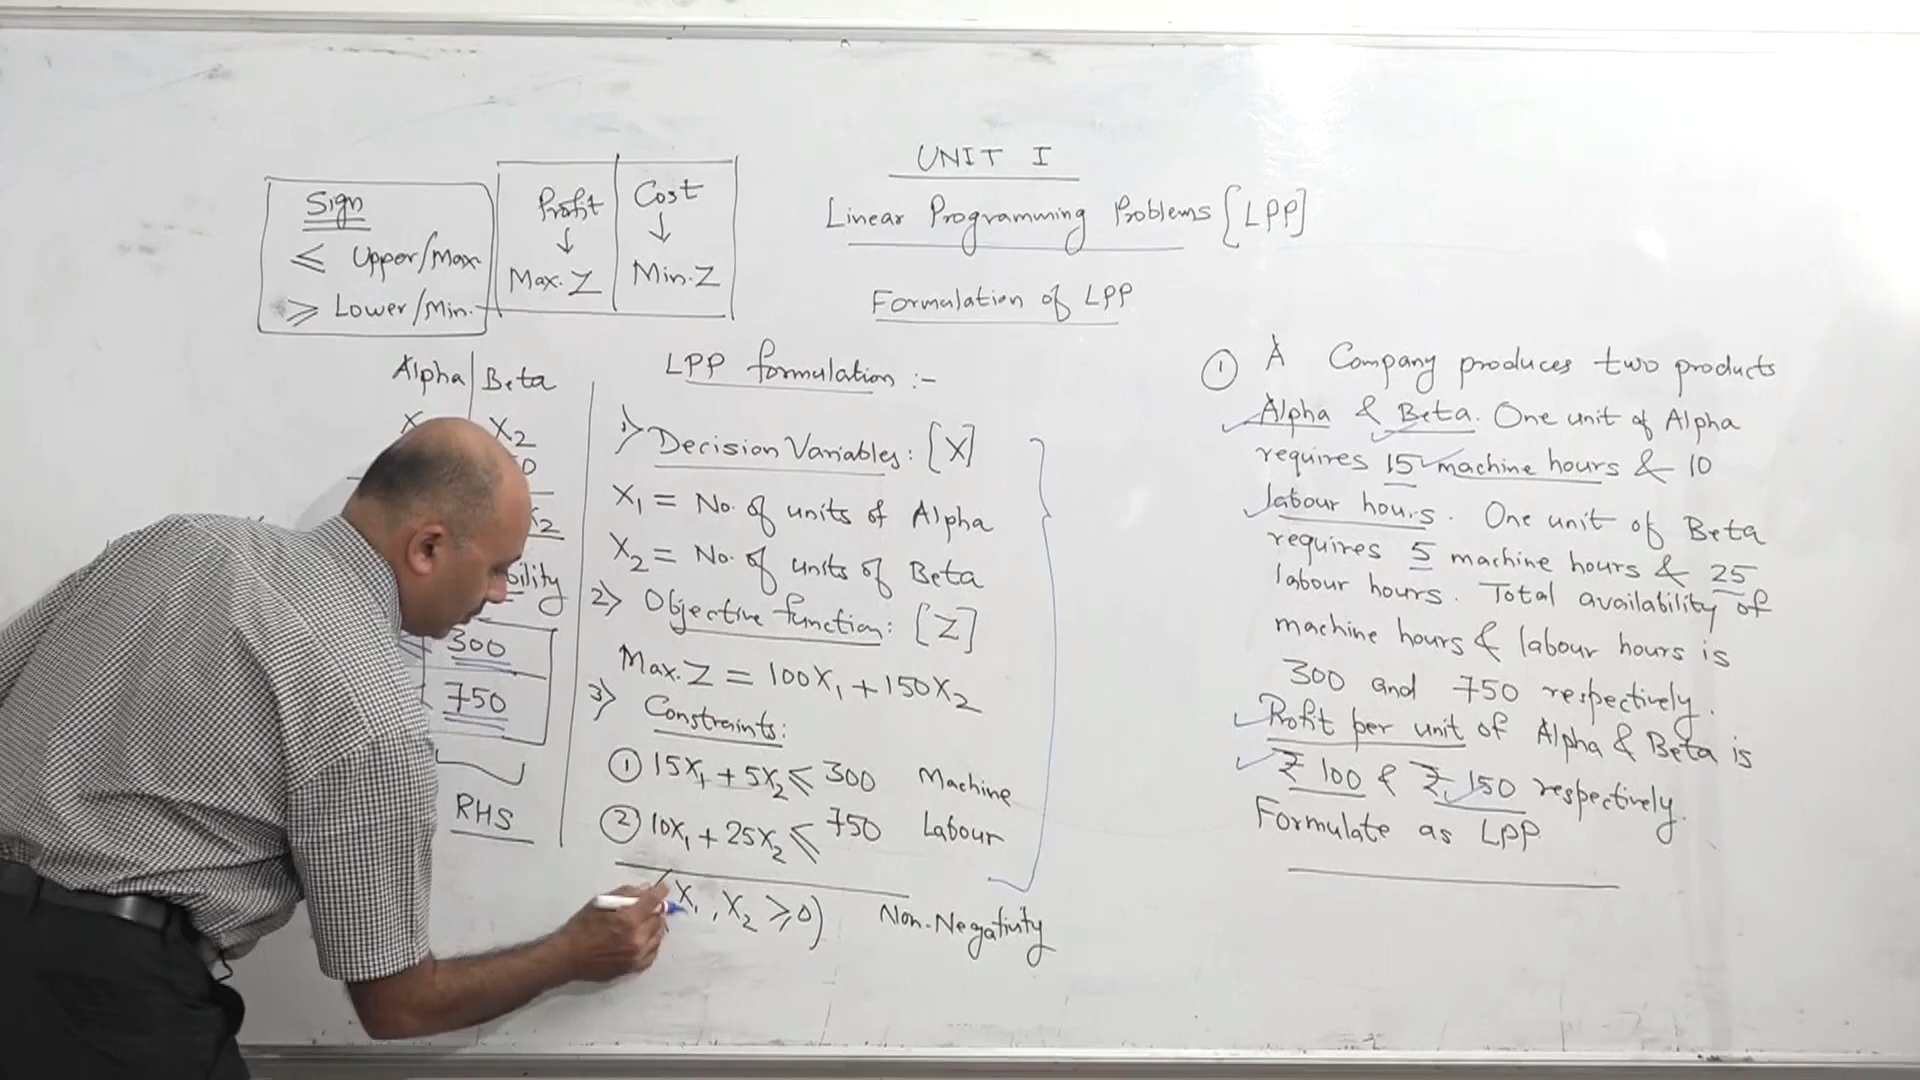 UNIT I
Linear Programming Problems [LPP]
Formulation of LPP
Sign
≤ Upper/Max.
≥ Lower/Min.
Profit Cost
↓ ↓
Max. Z Min. Z
Alpha Beta
X X₂
300
750
RHS
LPP formulation :-
1) Decision Variables: [X]
X₁ = No. of units of Alpha
X₂ = No. of units of Beta
2) Objective function: [Z]
Max. Z = 100X₁ + 150X₂
3) Constraints:
① 15X₁ + 5X₂ ≤ 300 Machine
② 10X₁ + 25X₂ ≤ 750 Labour
(X₁, X₂ ≥ 0) Non-Negativity
① A Company produces two products
Alpha & Beta. One unit of Alpha
requires 15 machine hours & 10
labour hours. One unit of Beta
requires 5 machine hours & 25
labour hours. Total availability of
machine hours & labour hours is
300 and 750 respectively.
Profit per unit of Alpha & Beta is
₹ 100 & ₹ 150 respectively.
Formulate as LPP